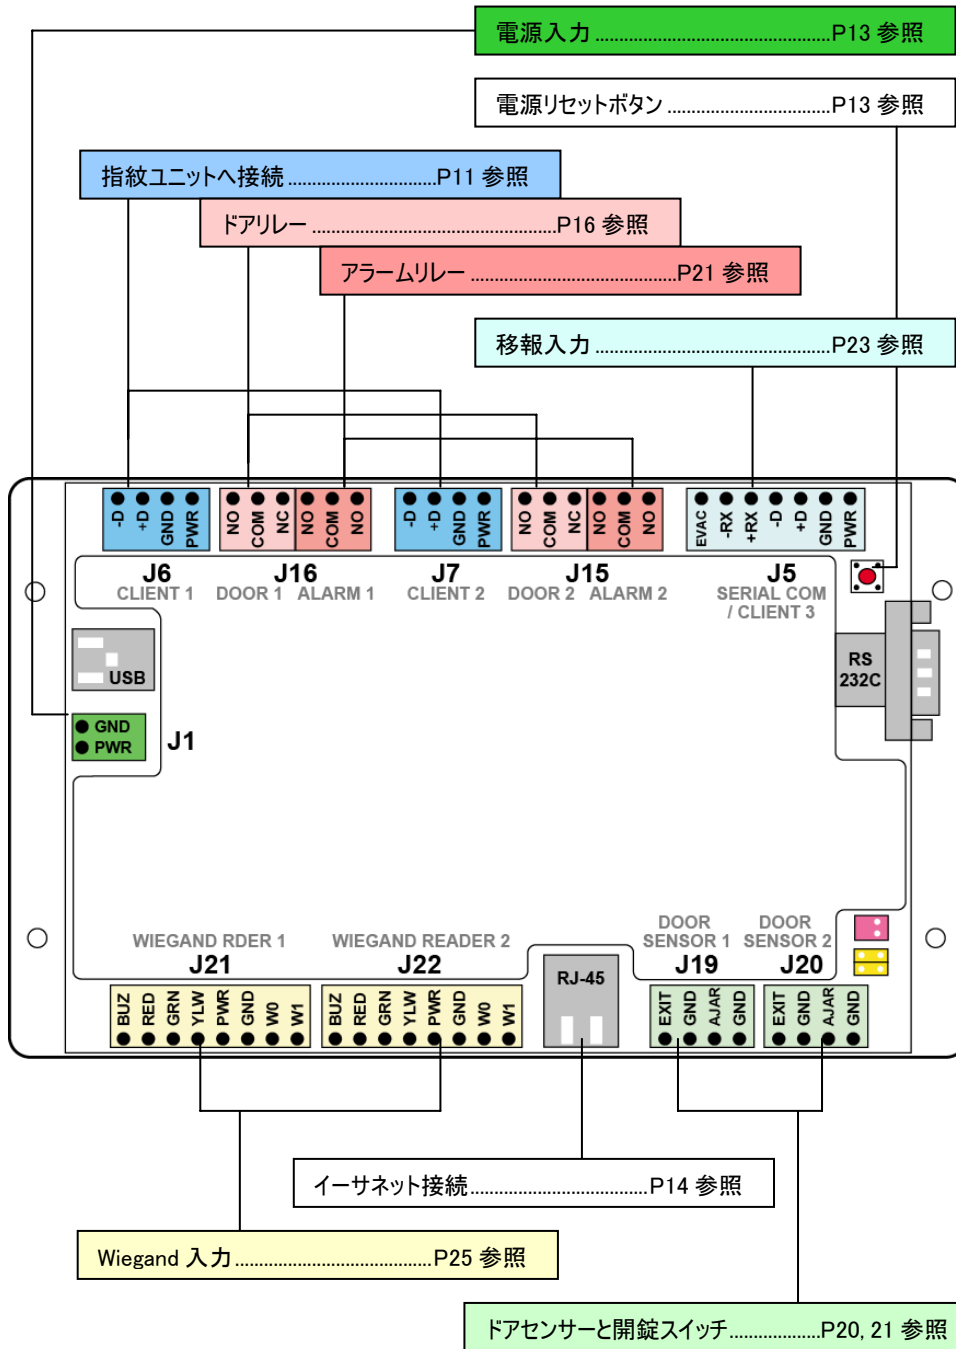 電源入力..........................................P13 参照
電源リセットボタン.............................P13 参照
指紋ユニットへ接続...........................P11 参照
ドアリレー............................................P16 参照
アラームリレー.....................................P21 参照
移報入力..........................................P23 参照
-D +D GND PWR NO COM NC NO COM NO -D +D GND PWR NO COM NC NO COM NO EVAC -RX +RX -D +D GND PWR
J6 J16 J7 J15 J5
CLIENT 1 DOOR 1 ALARM 1 CLIENT 2 DOOR 2 ALARM 2 SERIAL COM
/ CLIENT 3
USB
RS
232C
GND
PWR
J1
WIEGAND RDER 1 WIEGAND READER 2 DOOR
SENSOR 1 DOOR
SENSOR 2
J21 J22 J19 J20
RJ-45
BUZ RED GRN YLW PWR GND W0 W1 BUZ RED GRN YLW PWR GND W0 W1 EXIT GND AJAR GND EXIT GND AJAR GND
イーサネット接続................................P14 参照
Wiegand 入力....................................P25 参照
ドアセンサーと開錠スイッチ...................P20, 21 参照